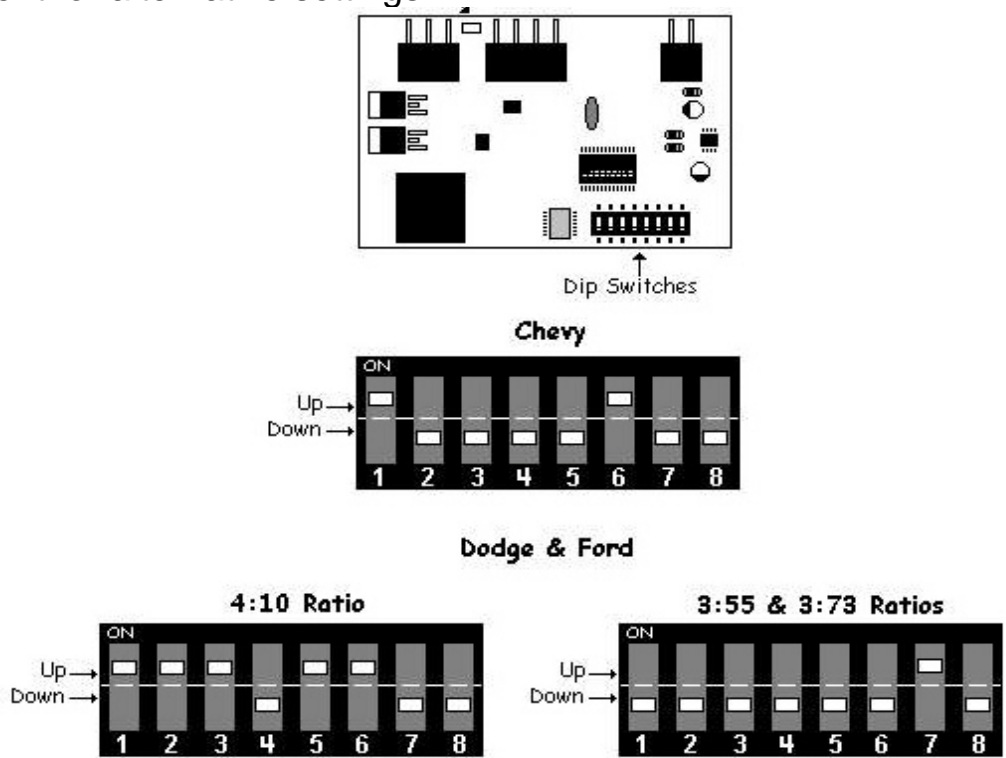 Dip Switches
Chevy
ON
Up
Down
1 2 3 4 5 6 7 8
Dodge & Ford
4:10 Ratio
ON
Up
Down
1 2 3 4 5 6 7 8
3:55 & 3:73 Ratios
ON
Up
Down
1 2 3 4 5 6 7 8